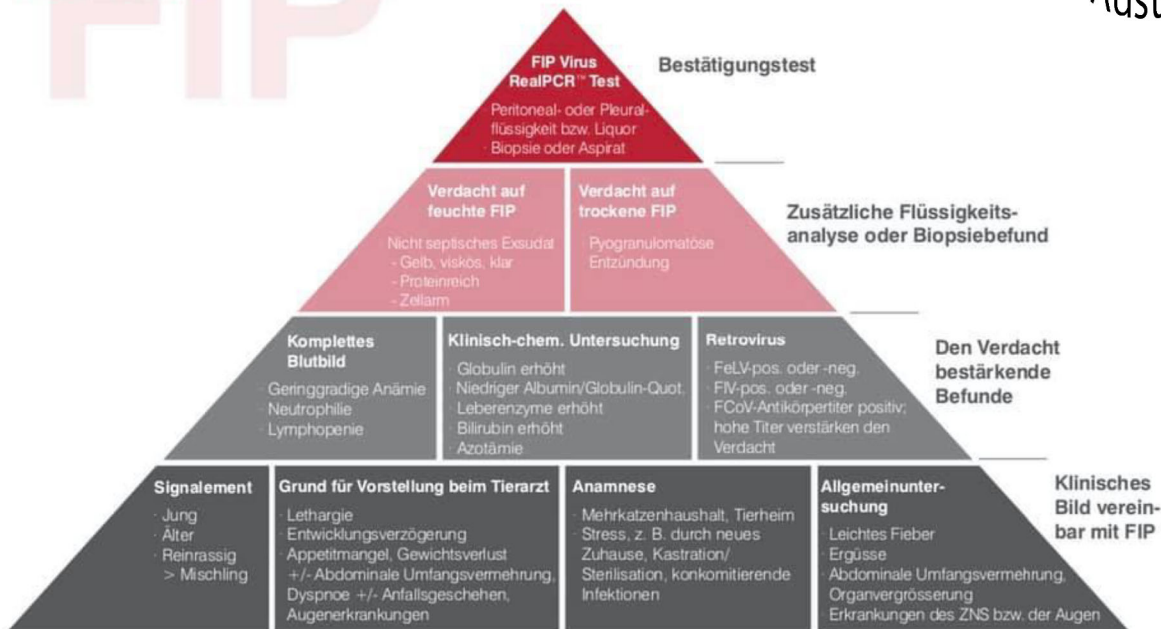 FIP
FIP Virus
RealPCR™ Test
· Peritoneal- oder Pleural-
flüssigkeit bzw. Liquor
· Biopsie oder Aspirat
Bestätigungstest
Verdacht auf
feuchte FIP
· Nicht septisches Exsudat
- Gelb, viskös, klar
- Proteinreich
- Zellarm
Verdacht auf
trockene FIP
· Pyogranulomatöse
Entzündung
Zusätzliche Flüssigkeits-
analyse oder Biopsiebefund
Komplettes
Blutbild
· Geringgradige Anämie
· Neutrophilie
· Lymphopenie
Klinisch-chem. Untersuchung
· Globulin erhöht
· Niedriger Albumin/Globulin-Quot.
· Leberenzyme erhöht
· Bilirubin erhöht
· Azotämie
Retrovirus
· FeLV-pos. oder -neg.
· FIV-pos. oder -neg.
· FCoV-Antikörpertiter positiv;
hohe Titer verstärken den
Verdacht
Den Verdacht
bestärkende
Befunde
Signalement
· Jung
· Älter
· Reinrassig
> Mischling
Grund für Vorstellung beim Tierarzt
· Lethargie
· Entwicklungsverzögerung
· Appetitmangel, Gewichtsverlust
+/- Abdominale Umfangsvermehrung,
Dyspnoe +/- Anfallsgeschehen,
Augenerkrankungen
Anamnese
· Mehrkatzenhaushalt, Tierheim
· Stress, z. B. durch neues
Zuhause, Kastration/
Sterilisation, konkomitierende
Infektionen
Allgemeinunter-
suchung
· Leichtes Fieber
· Ergüsse
· Abdominale Umfangsvermehrung,
Organvergrösserung
· Erkrankungen des ZNS bzw. der Augen
Klinisches
Bild verein-
bar mit FIP